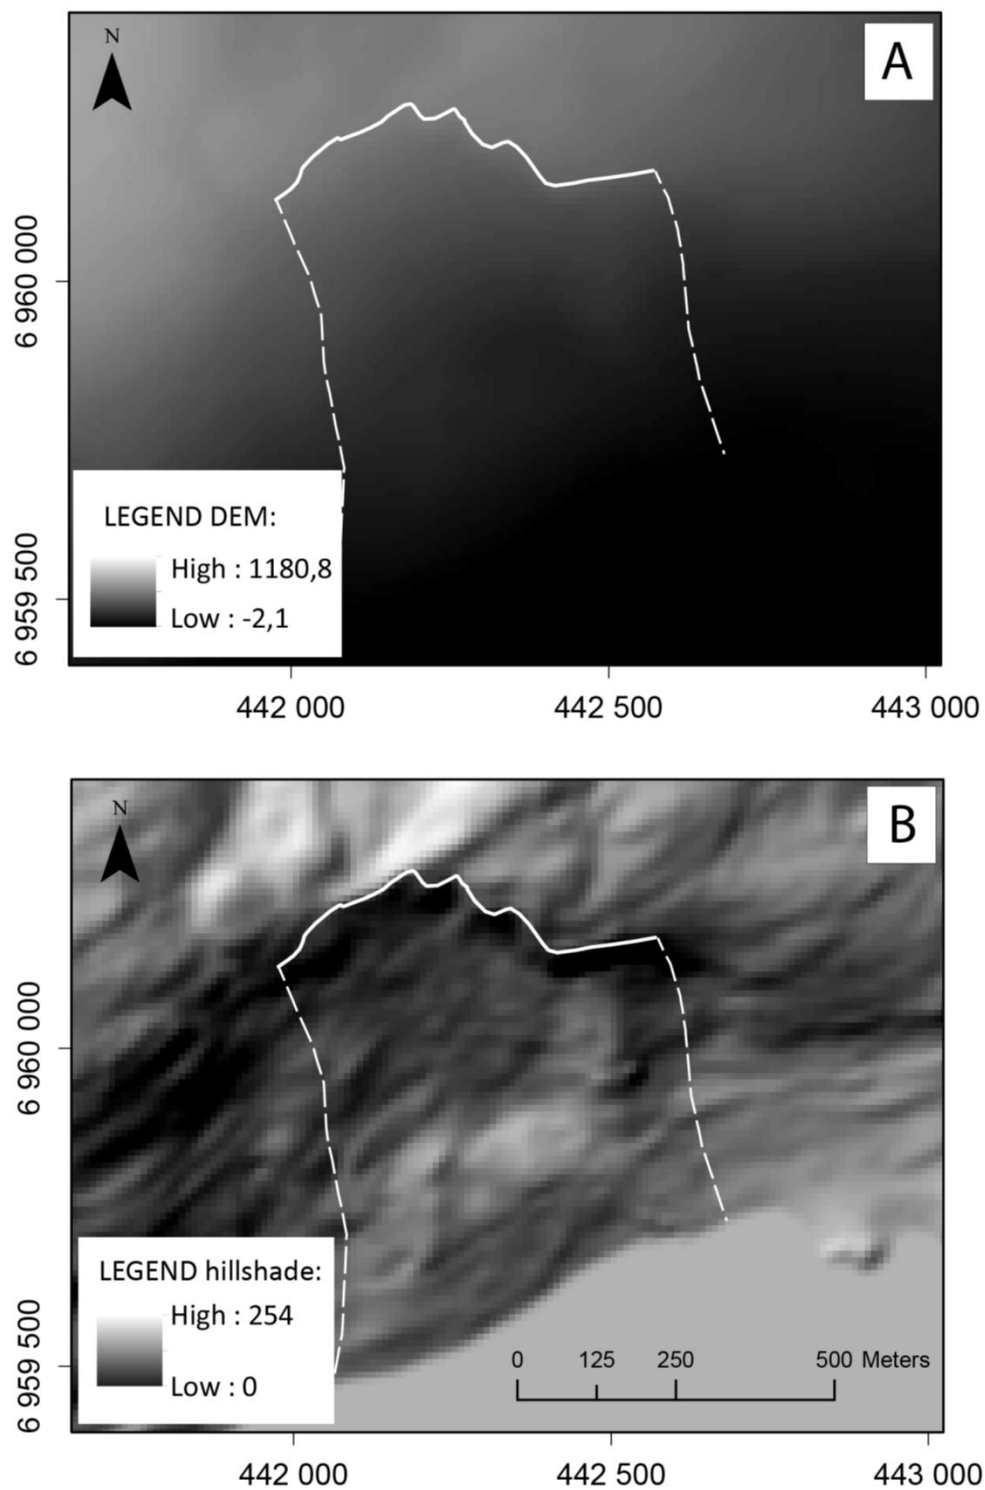 N
A
6 960 000
LEGEND DEM:
High : 1180,8
Low : -2,1
6 959 500
442 000
442 500
443 000
N
B
6 960 000
LEGEND hillshade:
High : 254
Low : 0
0
125
250
500 Meters
6 959 500
442 000
442 500
443 000